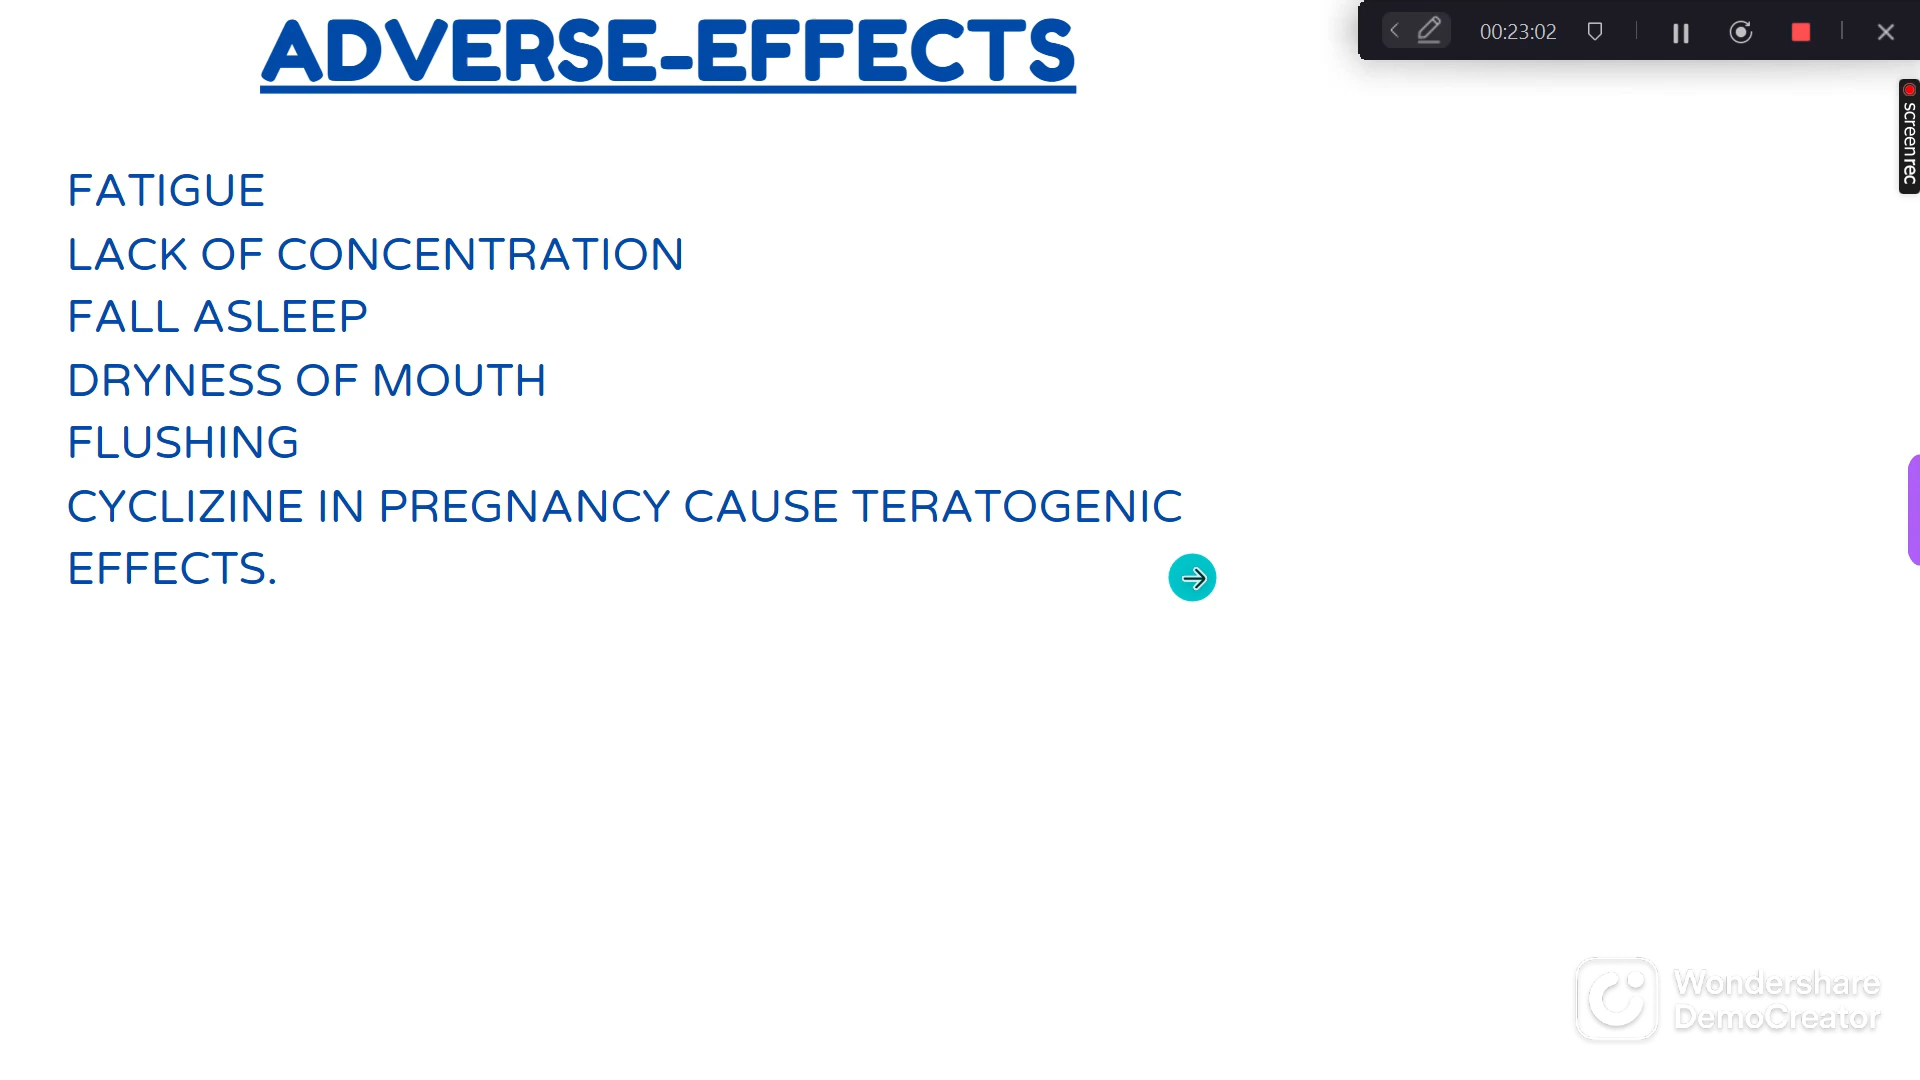 ADVERSE-EFFECTS
00:23:02
screenrec
FATIGUE
LACK OF CONCENTRATION
FALL ASLEEP
DRYNESS OF MOUTH
FLUSHING
CYCLIZINE IN PREGNANCY CAUSE TERATOGENIC
EFFECTS.
Wondershare
DemoCreator